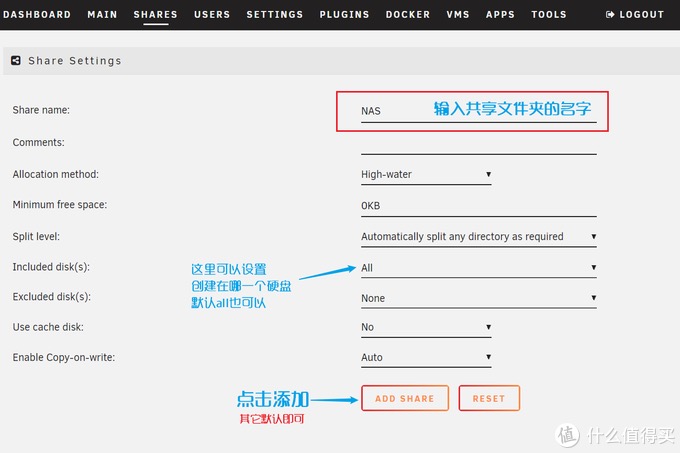 DASHBOARD MAIN SHARES USERS SETTINGS PLUGINS DOCKER VMS APPS TOOLS LOGOUT
Share Settings
Share name: NAS 输入共享文件夹的名字
Comments:
Allocation method: High-water
Minimum free space: 0KB
Split level: Automatically split any directory as required
Included disk(s): All
这里可以设置
创建在哪一个硬盘
默认all也可以
Excluded disk(s): None
Use cache disk: No
Enable Copy-on-write: Auto
点击添加 ADD SHARE RESET
其它默认即可
值 什么值得买